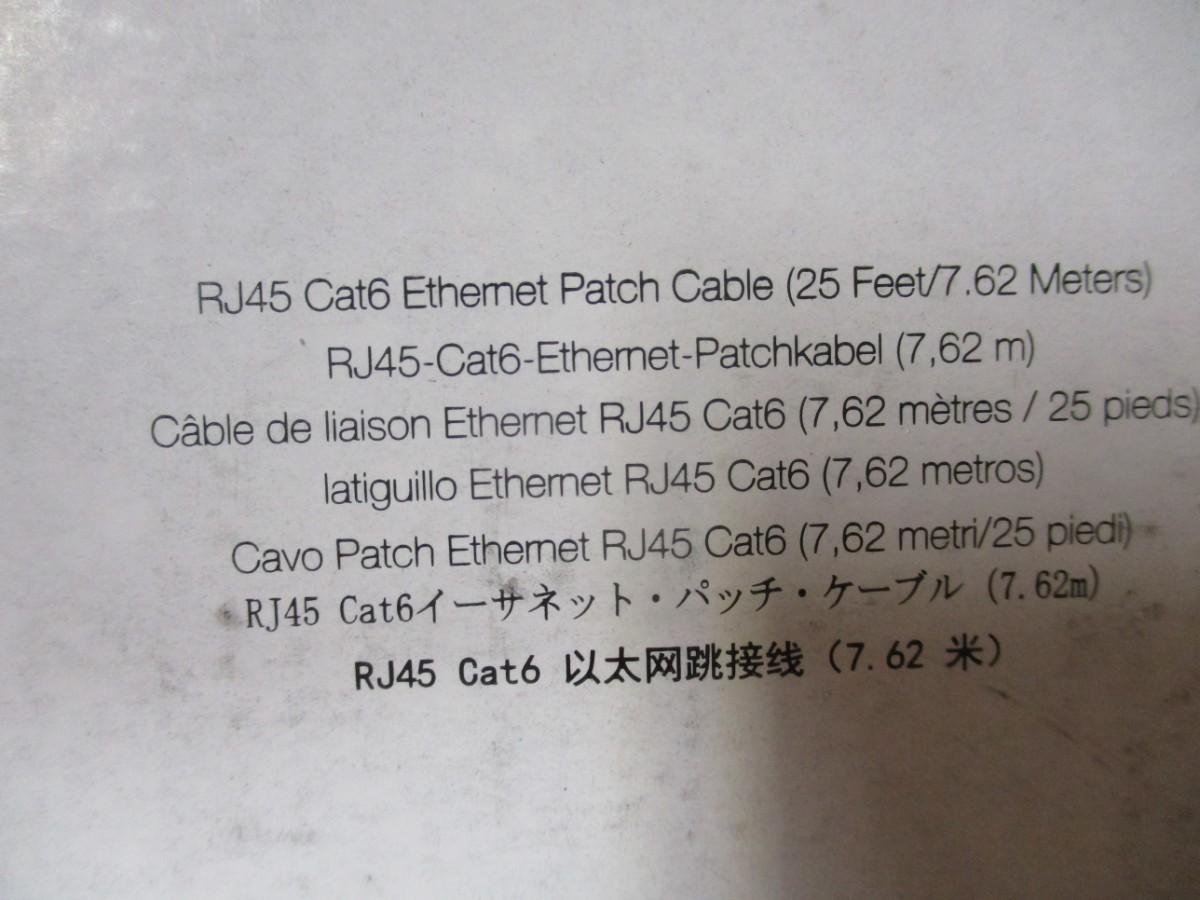 RJ45 Cat6 Ethernet Patch Cable (25 Feet/7.62 Meters)
RJ45-Cat6-Ethernet-Patchkabel (7,62 m)
Câble de liaison Ethernet RJ45 Cat6 (7,62 mètres / 25 pieds)
latiguillo Ethernet RJ45 Cat6 (7,62 metros)
Cavo Patch Ethernet RJ45 Cat6 (7,62 metri/25 piedi)
RJ45 Cat6イーサネット・パッチ・ケーブル (7.62m)
RJ45 Cat6 以太网跳接线（7.62 米）